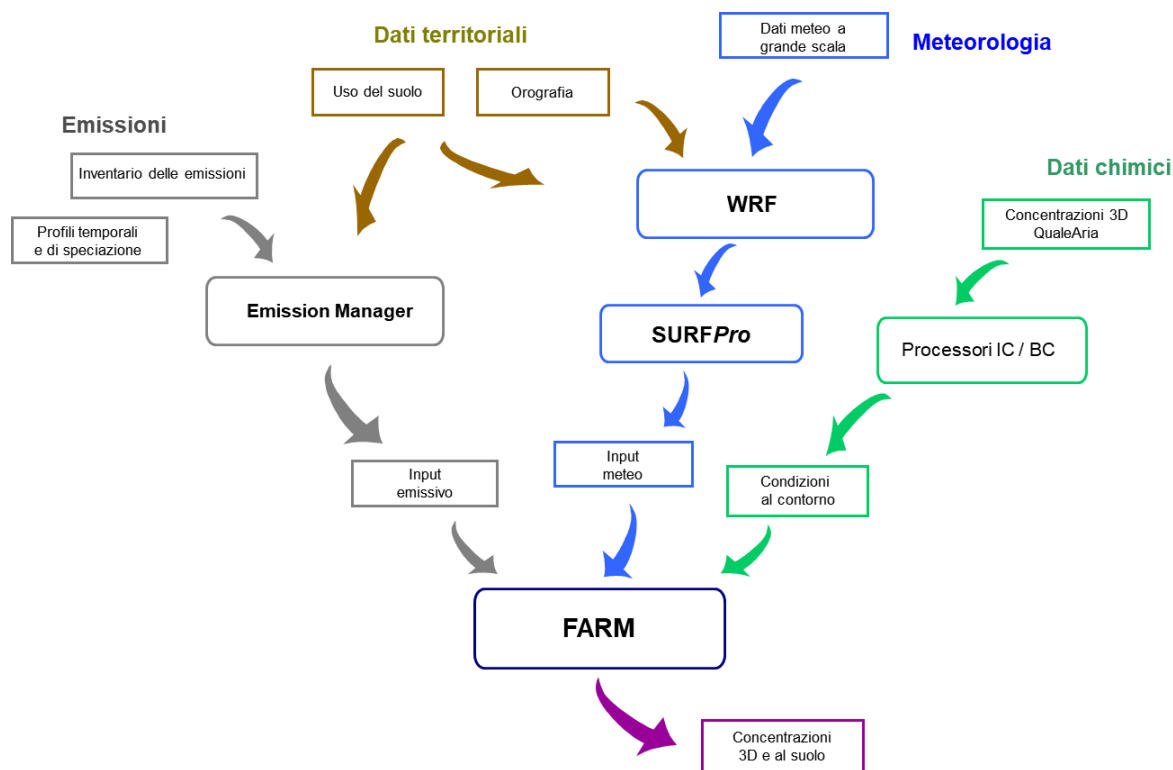 Dati territoriali
Dati meteo a
grande scala
Meteorologia
Uso del suolo
Orografia
Emissioni
Inventario delle emissioni
Profili temporali
e di speciazione
WRF
Dati chimici
Concentrazioni 3D
QualeAria
Emission Manager
SURFPro
Processori IC / BC
Input
emissivo
Input
meteo
Condizioni
al contorno
FARM
Concentrazioni
3D e al suolo